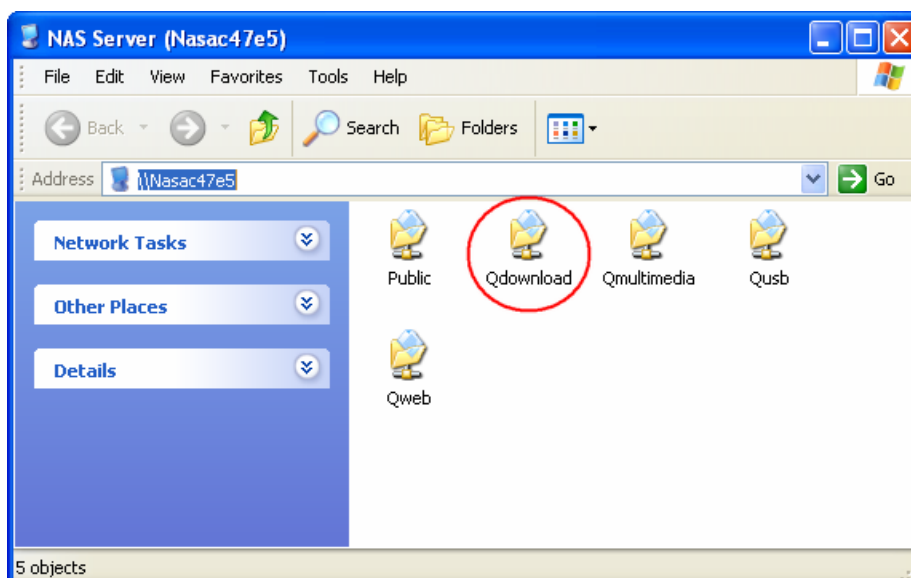 NAS Server (Nasac47e5)
File Edit View Favorites Tools Help
Back Search Folders
Address \\Nasac47e5 Go
Network Tasks
Other Places
Details
Public Qdownload Qmultimedia Qusb
Qweb
5 objects